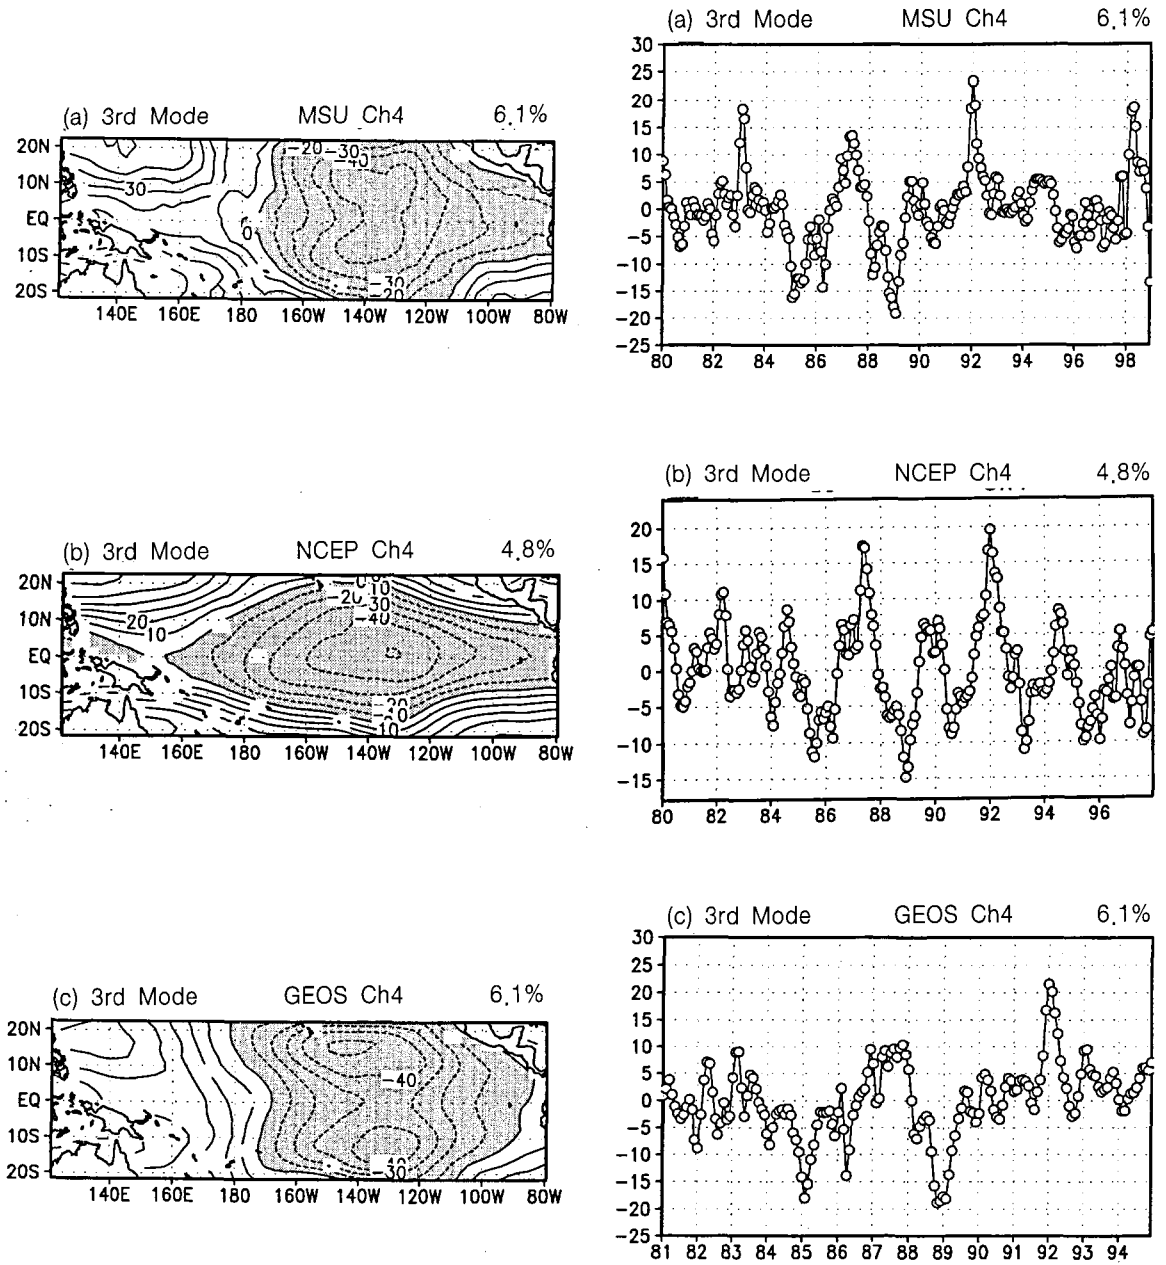 (a) 3rd Mode MSU Ch4 6.1%
20N
10N
EQ
10S
20S
-20 -30
-40
30
0
-30
-20
140E 160E 180 160W 140W 120W 100W 80W
(a) 3rd Mode MSU Ch4 6.1%
30
25
20
15
10
5
0
-5
-10
-15
-20
-25
80 82 84 86 88 90 92 94 96 98
(b) 3rd Mode NCEP Ch4 4.8%
20N
10N
EQ
10S
20S
-10
-20 -30
-40
20
10
-30
-20
-10
140E 160E 180 160W 140W 120W 100W 80W
(b) 3rd Mode NCEP Ch4 4.8%
20
15
10
5
0
-5
-10
-15
80 82 84 86 88 90 92 94 96
(c) 3rd Mode GEOS Ch4 6.1%
20N
10N
EQ
10S
20S
-40
-40
-30
140E 160E 180 160W 140W 120W 100W 80W
(c) 3rd Mode GEOS Ch4 6.1%
30
25
20
15
10
5
0
-5
-10
-15
-20
-25
81 82 83 84 85 86 87 88 89 90 91 92 93 94